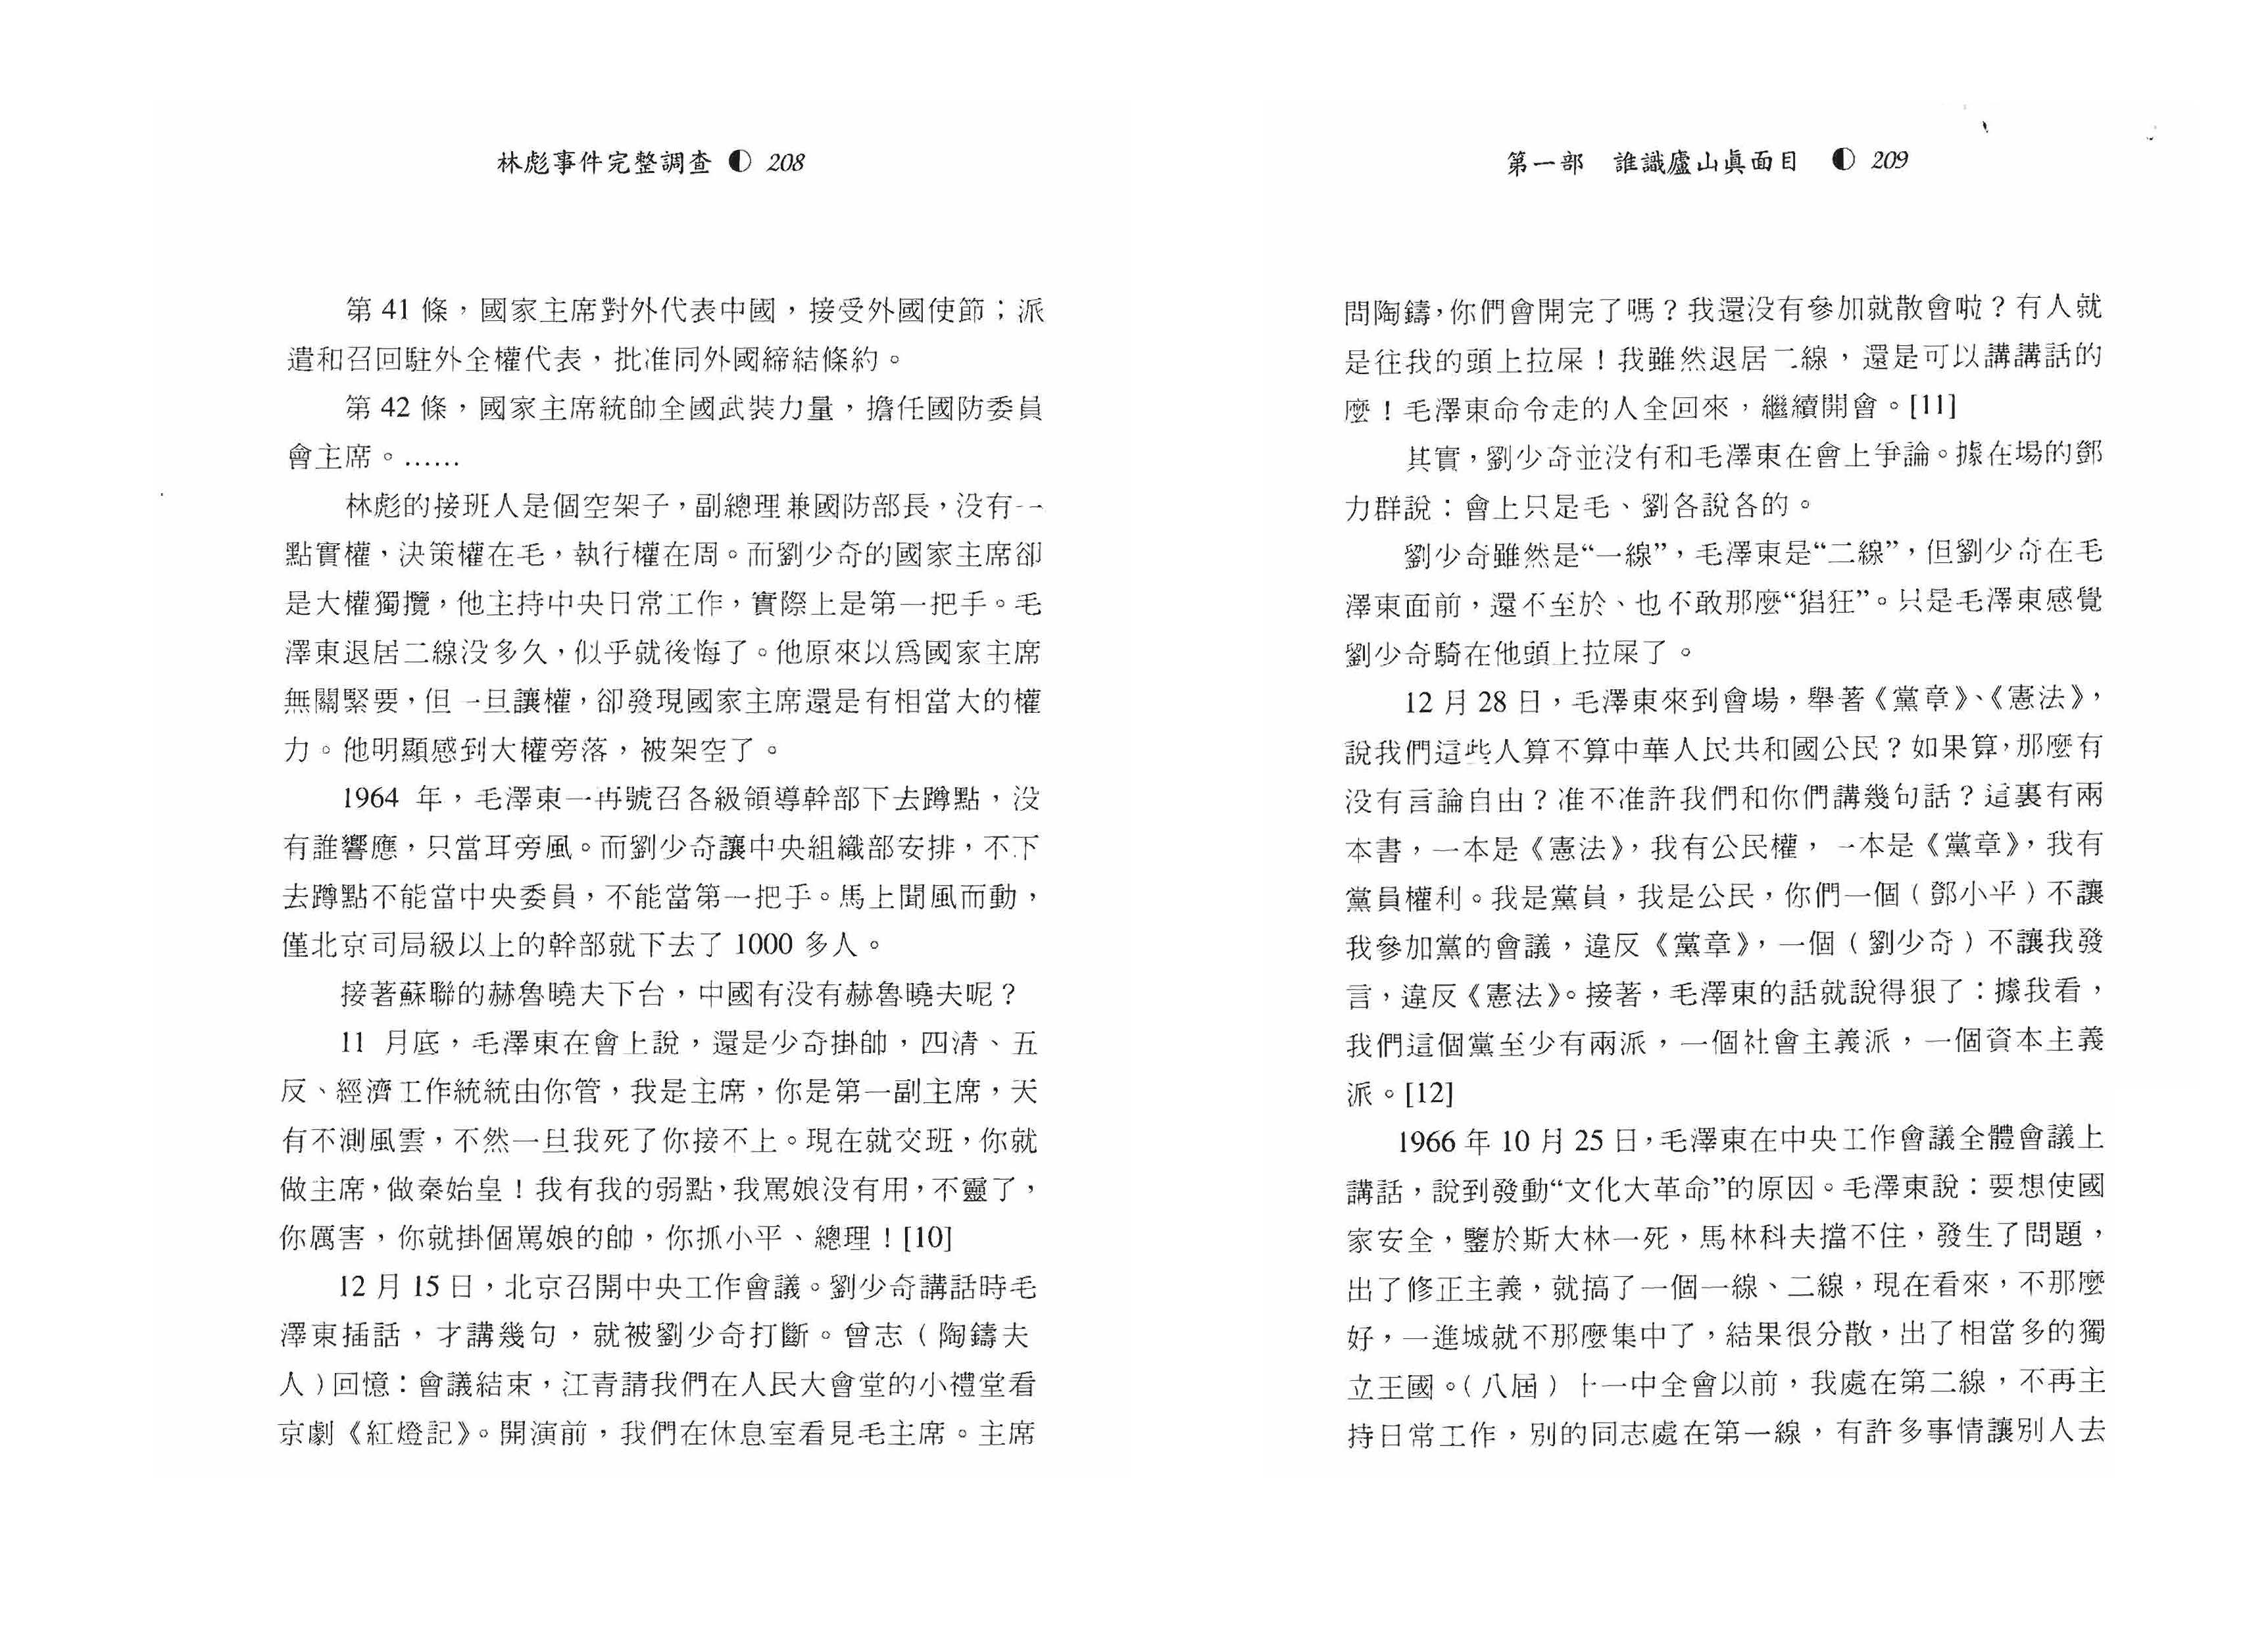 林彪事件完整調查 ◐ 208
第 41 條，國家主席對外代表中國，接受外國使節；派
遣和召回駐外全權代表，批准同外國締結條約。
第 42 條，國家主席統帥全國武裝力量，擔任國防委員
會主席。......
林彪的接班人是個空架子，副總理兼國防部長，没有一
點實權，決策權在毛，執行權在周。而劉少奇的國家主席卻
是大權獨攬，他主持中央日常工作，實際上是第一把手。毛
澤東退居二線没多久，似乎就後悔了。他原來以爲國家主席
無關緊要，但一旦讓權，卻發現國家主席還是有相當大的權
力。他明顯感到大權旁落，被架空了。
1964 年，毛澤東一再號召各級領導幹部下去蹲點，没
有誰響應，只當耳旁風。而劉少奇讓中央組織部安排，不下
去蹲點不能當中央委員，不能當第一把手。馬上聞風而動，
僅北京司局級以上的幹部就下去了 1000 多人。
接著蘇聯的赫魯曉夫下台，中國有没有赫魯曉夫呢？
11 月底，毛澤東在會上說，還是少奇掛帥，四清、五
反、經濟工作統統由你管，我是主席，你是第一副主席，天
有不測風雲，不然一旦我死了你接不上。現在就交班，你就
做主席，做秦始皇！我有我的弱點，我罵娘没有用，不靈了，
你厲害，你就掛個罵娘的帥，你抓小平、總理！[10]
12 月 15 日，北京召開中央工作會議。劉少奇講話時毛
澤東插話，才講幾句，就被劉少奇打斷。曾志（陶鑄夫
人）回憶：會議結束，江青請我們在人民大會堂的小禮堂看
京劇《紅燈記》。開演前，我們在休息室看見毛主席。主席
第一部　誰識廬山眞面目 ◐ 209
問陶鑄，你們會開完了嗎？我還没有參加就散會啦？有人就
是往我的頭上拉屎！我雖然退居二線，還是可以講講話的
麼！毛澤東命令走的人全回來，繼續開會。[11]
其實，劉少奇並没有和毛澤東在會上爭論。據在場的鄧
力群說：會上只是毛、劉各說各的。
劉少奇雖然是“一線”，毛澤東是“二線”，但劉少奇在毛
澤東面前，還不至於、也不敢那麼“猖狂”。只是毛澤東感覺
劉少奇騎在他頭上拉屎了。
12 月 28 日，毛澤東來到會場，舉著《黨章》、《憲法》，
說我們這些人算不算中華人民共和國公民？如果算，那麼有
没有言論自由？准不准許我們和你們講幾句話？這裏有兩
本書，一本是《憲法》，我有公民權，一本是《黨章》，我有
黨員權利。我是黨員，我是公民，你們一個（鄧小平）不讓
我參加黨的會議，違反《黨章》，一個（劉少奇）不讓我發
言，違反《憲法》。接著，毛澤東的話就說得狠了：據我看，
我們這個黨至少有兩派，一個社會主義派，一個資本主義
派。[12]
1966 年 10 月 25 日，毛澤東在中央工作會議全體會議上
講話，說到發動“文化大革命”的原因。毛澤東說：要想使國
家安全，鑒於斯大林一死，馬林科夫擋不住，發生了問題，
出了修正主義，就搞了一個一線、二線，現在看來，不那麼
好，一進城就不那麼集中了，結果很分散，出了相當多的獨
立王國。（八屆）十一中全會以前，我處在第二線，不再主
持日常工作，別的同志處在第一線，有許多事情讓別人去